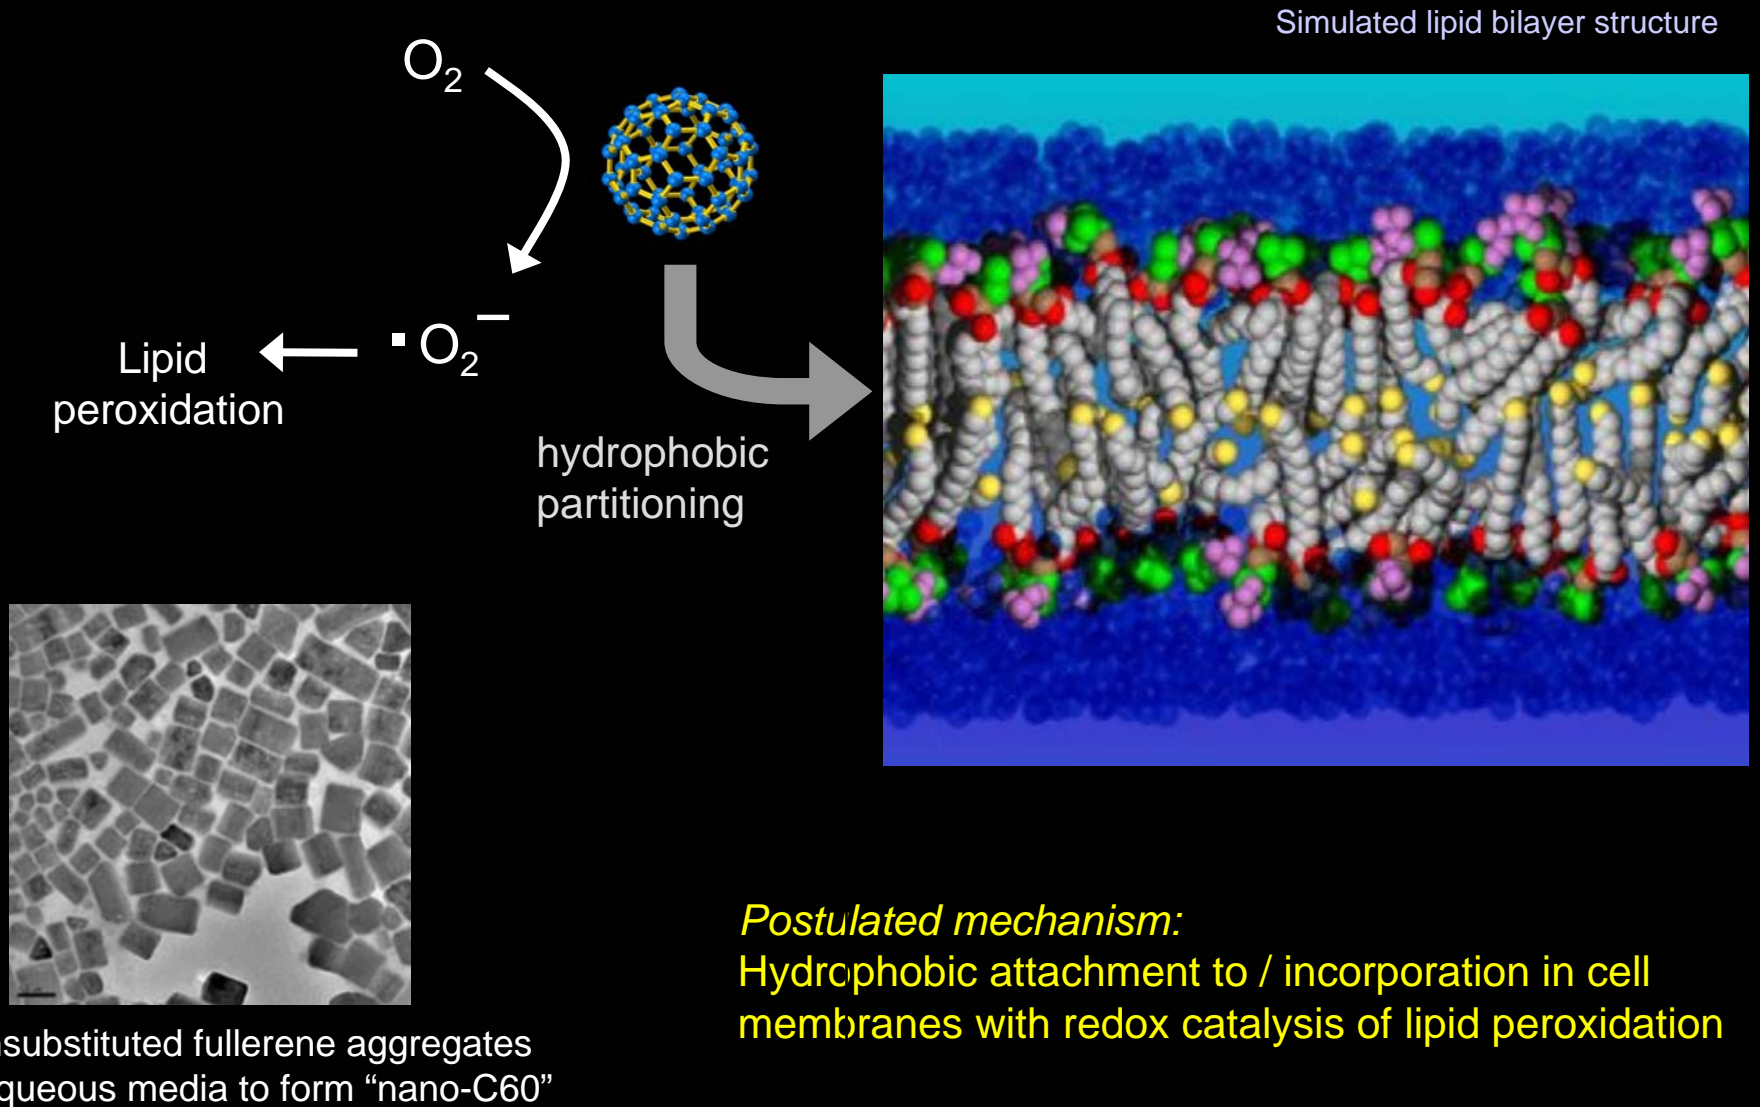 Simulated lipid bilayer structure
O2
· O2−
Lipid
peroxidation
hydrophobic
partitioning
Postulated mechanism:
Hydrophobic attachment to / incorporation in cell
membranes with redox catalysis of lipid peroxidation
substituted fullerene aggregates
queous media to form “nano-C60”